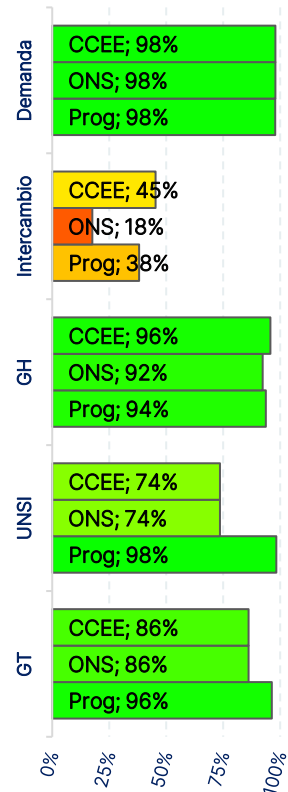 Demanda
CCEE; 98%
ONS; 98%
Prog; 98%
Intercambio
CCEE; 45%
ONS; 18%
Prog; 38%
GH
CCEE; 96%
ONS; 92%
Prog; 94%
UNSI
CCEE; 74%
ONS; 74%
Prog; 98%
GT
CCEE; 86%
ONS; 86%
Prog; 96%
0%
25%
50%
75%
100%